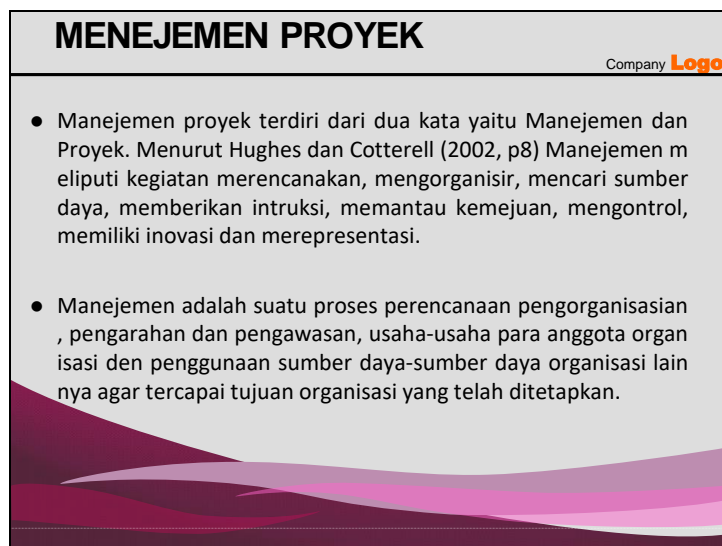 MENEJEMEN PROYEK
Company Logo
● Manejemen proyek terdiri dari dua kata yaitu Manejemen dan
Proyek. Menurut Hughes dan Cotterell (2002, p8) Manejemen m
eliputi kegiatan merencanakan, mengorganisir, mencari sumber
daya, memberikan intruksi, memantau kemejuan, mengontrol,
memiliki inovasi dan merepresentasi.
● Manejemen adalah suatu proses perencanaan pengorganisasian
, pengarahan dan pengawasan, usaha-usaha para anggota organ
isasi den penggunaan sumber daya-sumber daya organisasi lain
nya agar tercapai tujuan organisasi yang telah ditetapkan.